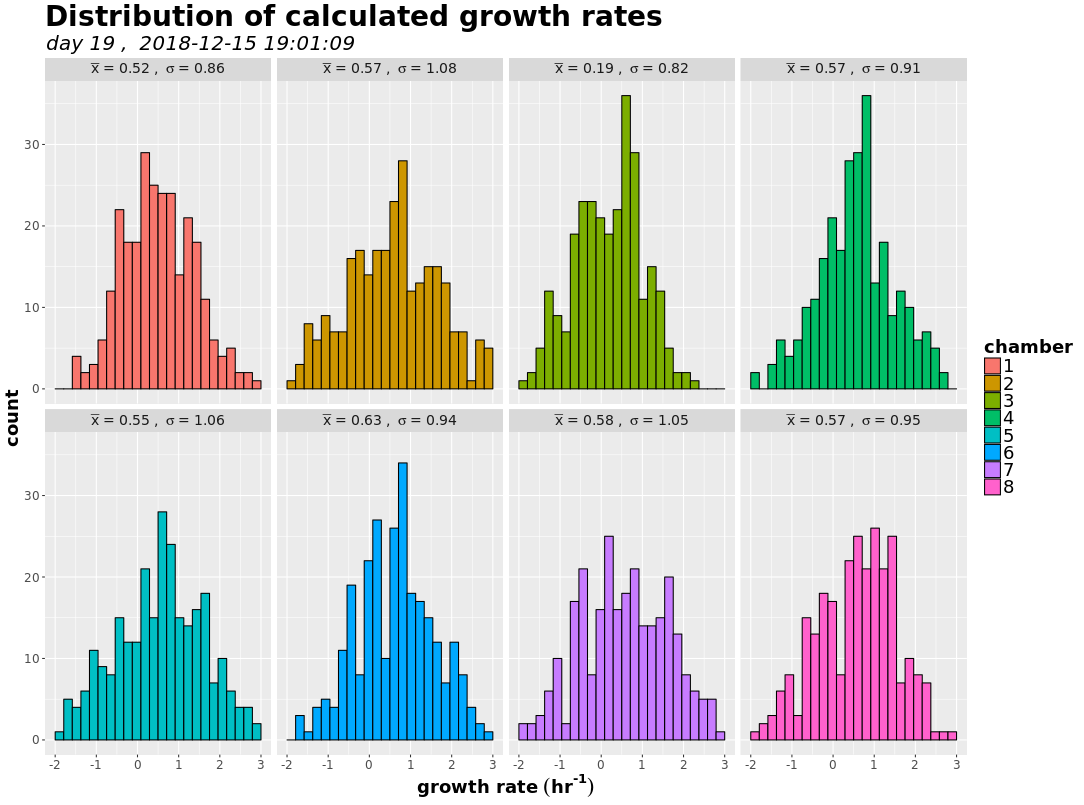 Distribution of calculated growth rates
day 19 ,  2018-12-15 19:01:09
x̅ = 0.52 ,  σ = 0.86
x̅ = 0.57 ,  σ = 1.08
x̅ = 0.19 ,  σ = 0.82
x̅ = 0.57 ,  σ = 0.91
30
20
10
0
x̅ = 0.55 ,  σ = 1.06
x̅ = 0.63 ,  σ = 0.94
x̅ = 0.58 ,  σ = 1.05
x̅ = 0.57 ,  σ = 0.95
30
20
10
0
-2 -1 0 1 2 3
-2 -1 0 1 2 3
-2 -1 0 1 2 3
-2 -1 0 1 2 3
growth rate (hr⁻¹)
count
chamber
1
2
3
4
5
6
7
8